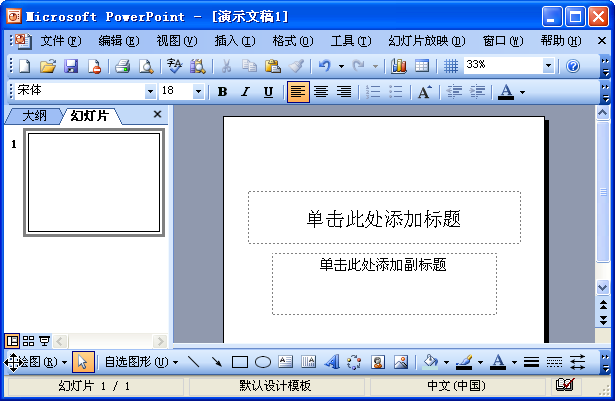 Microsoft PowerPoint - [演示文稿1]
文件(F) 编辑(E) 视图(V) 插入(I) 格式(O) 工具(T) 幻灯片放映(D) 窗口(W) 帮助(H)
33%
宋体 18 B I U A A
大纲 幻灯片
1
单击此处添加标题
单击此处添加副标题
绘图(R) 自选图形(U) A A
幻灯片 1 / 1 默认设计模板 中文(中国)